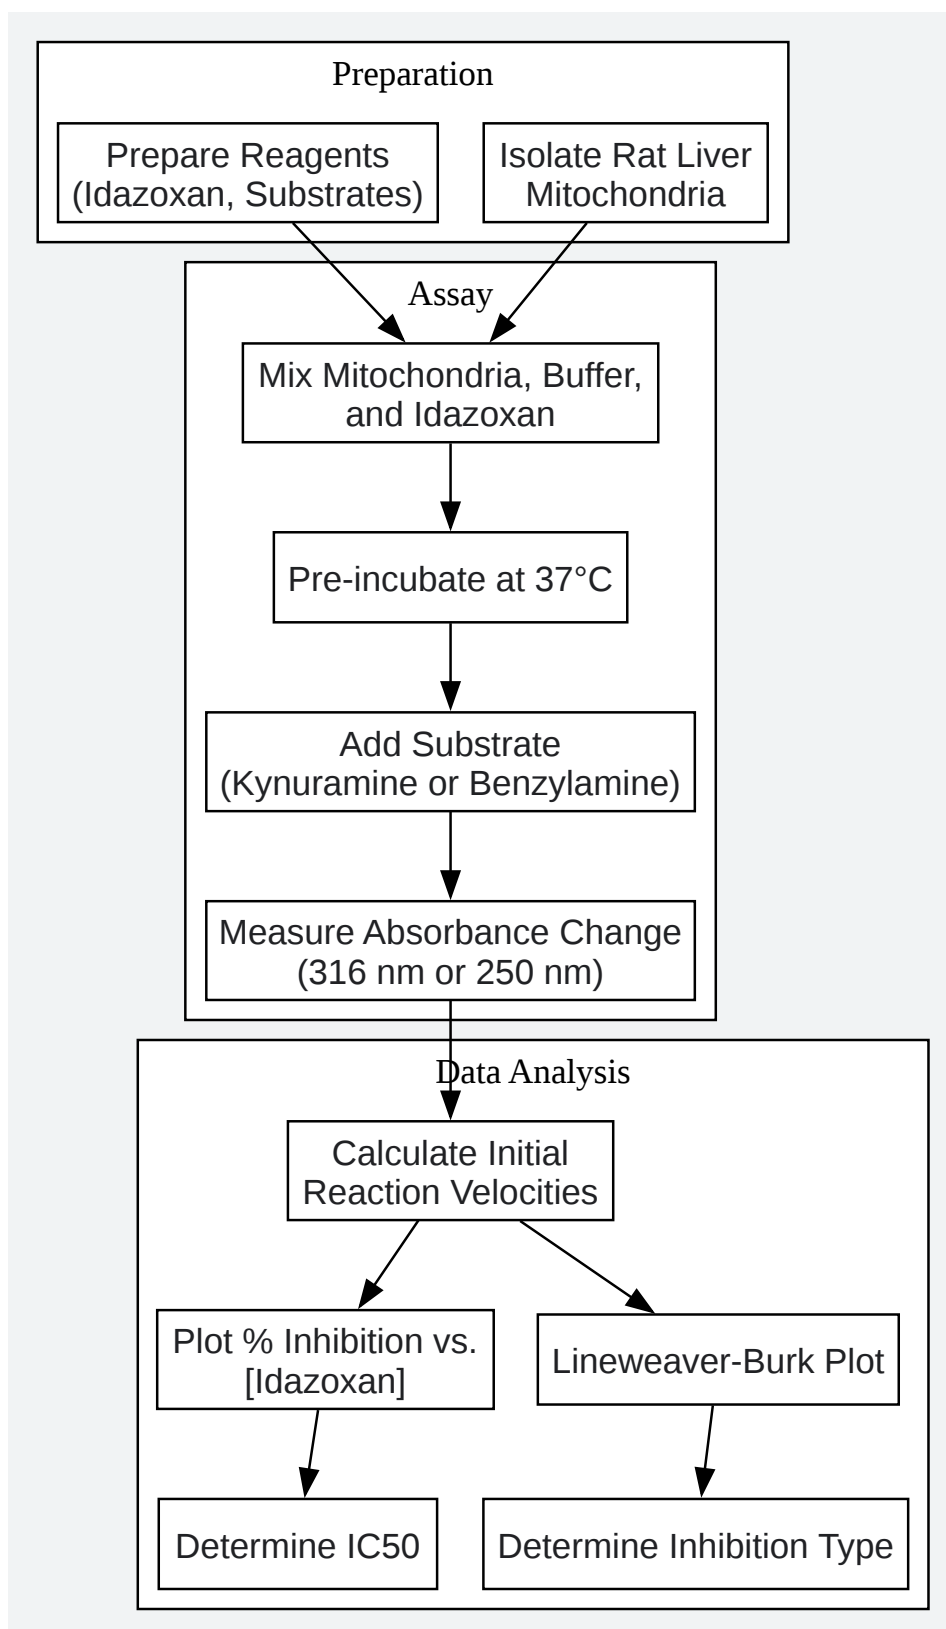 Preparation
Prepare Reagents
(Idazoxan, Substrates)
Isolate Rat Liver
Mitochondria
Assay
Mix Mitochondria, Buffer,
and Idazoxan
Pre-incubate at 37°C
Add Substrate
(Kynuramine or Benzylamine)
Measure Absorbance Change
(316 nm or 250 nm)
Data Analysis
Calculate Initial
Reaction Velocities
Plot % Inhibition vs.
[Idazoxan]
Lineweaver-Burk Plot
Determine IC50
Determine Inhibition Type